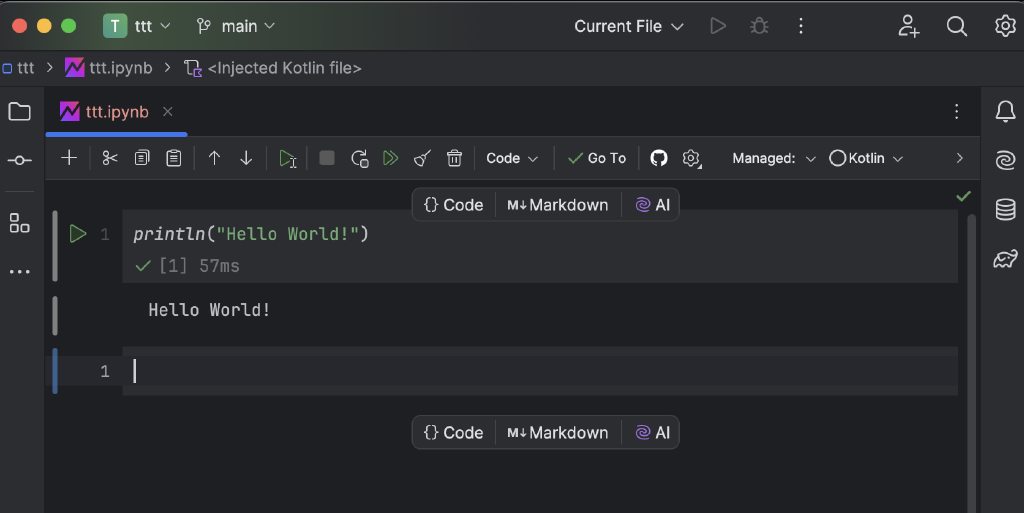 T ttt main Current File
ttt > ttt.ipynb > <Injected Kotlin file>
ttt.ipynb
Code Go To Managed: Kotlin
{} Code M↓ Markdown AI
1 println("Hello World!")
[1] 57ms
Hello World!
1
{} Code M↓ Markdown AI